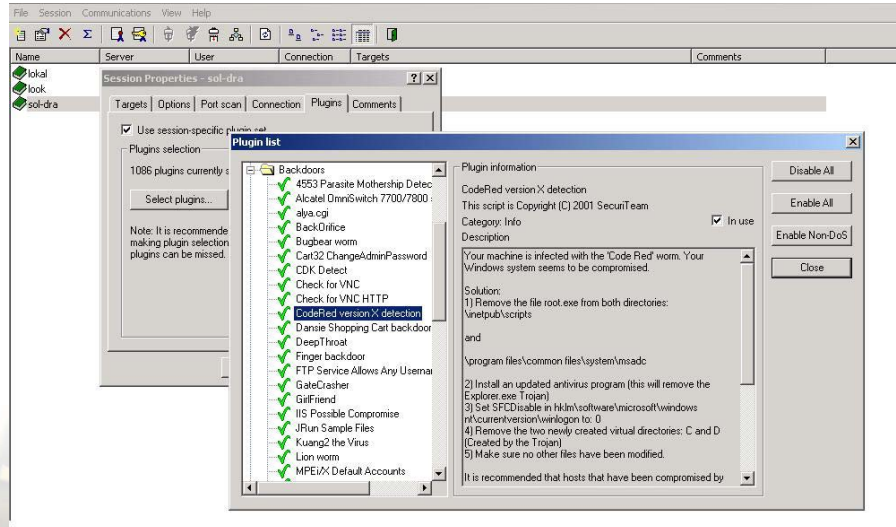 File Session Communications View Help
Name Server User Connection Targets Comments
lokal
look
sol-dra
Session Properties - sol-dra
Targets Options Port scan Connection Plugins Comments
Use session-specific plugin set
Plugins selection
1086 plugins currently s
Select plugins...
Note: It is recommende
making plugin selection
plugins can be missed.
Plugin list
Backdoors
4553 Parasite Mothership Detec
Alcatel OmniSwitch 7700/7800
alya.cgi
BackOrifice
Bugbear worm
Cart32 ChangeAdminPassword
CDK Detect
Check for VNC
Check for VNC HTTP
CodeRed version X detection
Dansie Shopping Cart backdoor
DeepThroat
Finger backdoor
FTP Service Allows Any Usernar
GateCrasher
GirlFriend
IIS Possible Compromise
JRun Sample Files
Kuang2 the Virus
Lion worm
MPEi/X Default Accounts
Plugin information
CodeRed version X detection
This script is Copyright (C) 2001 SecuriTeam
Category: Info
In use
Description
Your machine is infected with the 'Code Red' worm. Your
Windows system seems to be compromised.
Solution:
1) Remove the file root.exe from both directories:
\inetpub\scripts
and
\program files\common files\system\msadc
2) Install an updated antivirus program (this will remove the
Explorer.exe Trojan)
3) Set SFCDisable in hklm\software\microsoft\windows
nt\currentversion\winlogon to: 0
4) Remove the two newly created virtual directories: C and D
(Created by the Trojan)
5) Make sure no other files have been modified.
It is recommended that hosts that have been compromised by
Disable All
Enable All
Enable Non-DoS
Close